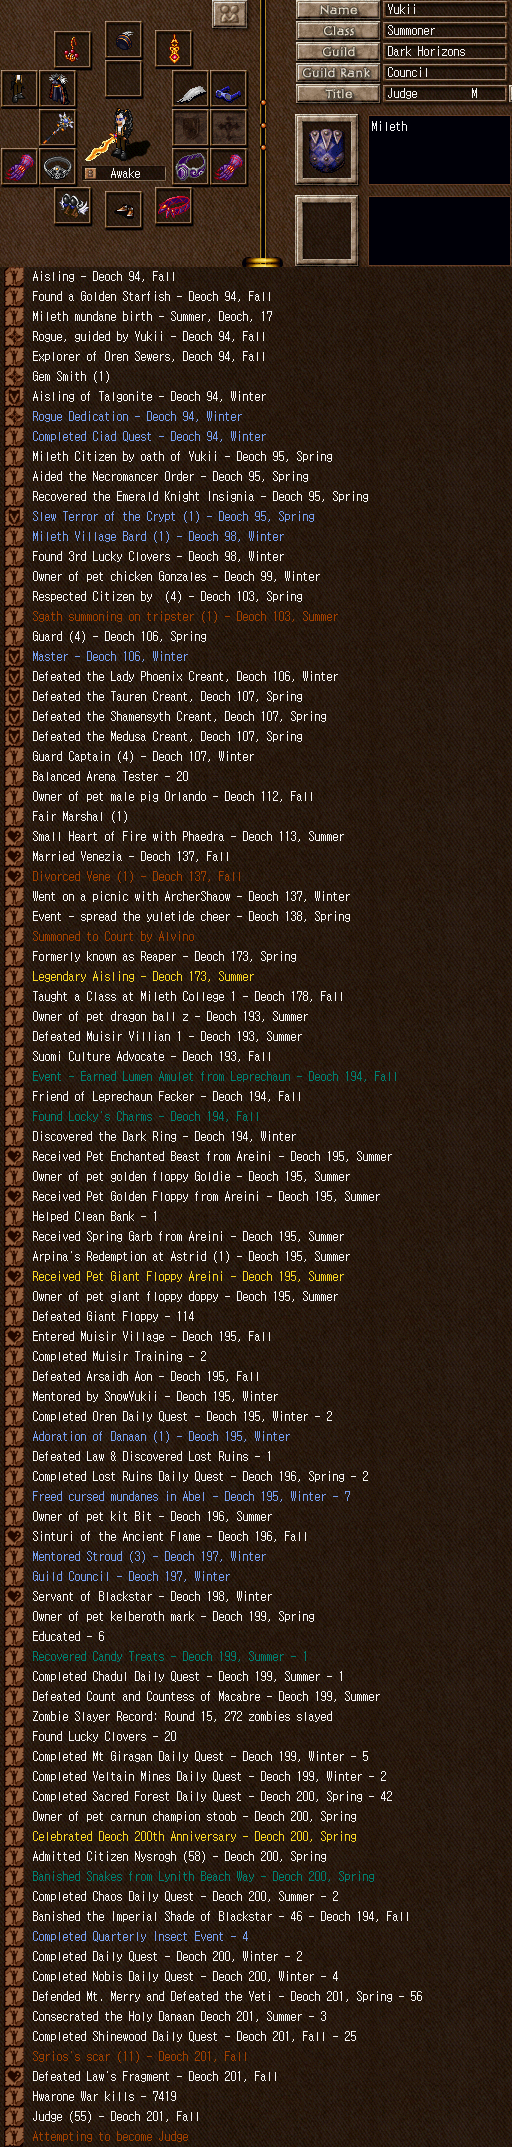 Name Yukii
Class Summoner
Guild Dark Horizons
Guild Rank Council
Title Judge M
Mileth
Awake
Aisling - Deoch 94, Fall
Found a Golden Starfish - Deoch 94, Fall
Mileth mundane birth - Summer, Deoch, 17
Rogue, guided by Yukii - Deoch 94, Fall
Explorer of Oren Sewers, Deoch 94, Fall
Gem Smith (1)
Aisling of Talgonite - Deoch 94, Winter
Rogue Dedication - Deoch 94, Winter
Completed Clad Quest - Deoch 94, Winter
Mileth Citizen by oath of Yukii - Deoch 95, Spring
Aided the Necromancer Order - Deoch 95, Spring
Recovered the Emerald Knight Insignia - Deoch 95, Spring
Slew Terror of the Crypt (1) - Deoch 95, Spring
Mileth Village Bard (1) - Deoch 98, Winter
Found 3rd Lucky Clovers - Deoch 98, Winter
Owner of pet chicken Gonzales - Deoch 99, Winter
Respected Citizen by  (4) - Deoch 103, Spring
Sgath summoning on tripster (1) - Deoch 103, Summer
Guard (4) - Deoch 106, Spring
Master - Deoch 106, Winter
Defeated the Lady Phoenix Creant, Deoch 106, Winter
Defeated the Tauren Creant, Deoch 107, Spring
Defeated the Shamensyth Creant, Deoch 107, Spring
Defeated the Medusa Creant, Deoch 107, Spring
Guard Captain (4) - Deoch 107, Winter
Balanced Arena Tester - 20
Owner of pet male pig Orlando - Deoch 112, Fall
Fair Marshal (1)
Small Heart of Fire with Phaedra - Deoch 113, Summer
Married Venezia - Deoch 137, Fall
Divorced Vene (1) - Deoch 137, Fall
Went on a picnic with ArcherShaow - Deoch 137, Winter
Event - spread the yuletide cheer - Deoch 138, Spring
Summoned to Court by Alvino
Formerly known as Reaper - Deoch 173, Spring
Legendary Aisling - Deoch 173, Summer
Taught a Class at Mileth College 1 - Deoch 178, Fall
Owner of pet dragon ball z - Deoch 193, Summer
Defeated Muisir Villian 1 - Deoch 193, Summer
Suomi Culture Advocate - Deoch 193, Fall
Event - Earned Lumen Amulet from Leprechaun - Deoch 194, Fall
Friend of Leprechaun Fecker - Deoch 194, Fall
Found Locky's Charms - Deoch 194, Fall
Discovered the Dark Ring - Deoch 194, Winter
Received Pet Enchanted Beast from Areini - Deoch 195, Summer
Owner of pet golden floppy Goldie - Deoch 195, Summer
Received Pet Golden Floppy from Areini - Deoch 195, Summer
Helped Clean Bank - 1
Received Spring Garb from Areini - Deoch 195, Summer
Arpina's Redemption at Astrid (1) - Deoch 195, Summer
Received Pet Giant Floppy Areini - Deoch 195, Summer
Owner of pet giant floppy doppy - Deoch 195, Summer
Defeated Giant Floppy - 114
Entered Muisir Village - Deoch 195, Fall
Completed Muisir Training - 2
Defeated Arsaidh Aon - Deoch 195, Fall
Mentored by SnowYukii - Deoch 195, Winter
Completed Oren Daily Quest - Deoch 195, Winter - 2
Adoration of Danaan (1) - Deoch 195, Winter
Defeated Law & Discovered Lost Ruins - 1
Completed Lost Ruins Daily Quest - Deoch 196, Spring - 2
Freed cursed mundanes in Abel - Deoch 195, Winter - 7
Owner of pet kit Bit - Deoch 196, Summer
Sinturi of the Ancient Flame - Deoch 196, Fall
Mentored Stroud (3) - Deoch 197, Winter
Guild Council - Deoch 197, Winter
Servant of Blackstar - Deoch 198, Winter
Owner of pet kelberoth mark - Deoch 199, Spring
Educated - 6
Recovered Candy Treats - Deoch 199, Summer - 1
Completed Chadul Daily Quest - Deoch 199, Summer - 1
Defeated Count and Countess of Macabre - Deoch 199, Summer
Zombie Slayer Record: Round 15, 272 zombies slayed
Found Lucky Clovers - 20
Completed Mt Giragan Daily Quest - Deoch 199, Winter - 5
Completed Veltain Mines Daily Quest - Deoch 199, Winter - 2
Completed Sacred Forest Daily Quest - Deoch 200, Spring - 42
Owner of pet carnun champion stoob - Deoch 200, Spring
Celebrated Deoch 200th Anniversary - Deoch 200, Spring
Admitted Citizen Nysrogh (58) - Deoch 200, Spring
Banished Snakes from Lynith Beach Way - Deoch 200, Spring
Completed Chaos Daily Quest - Deoch 200, Summer - 2
Banished the Imperial Shade of Blackstar - 46 - Deoch 194, Fall
Completed Quarterly Insect Event - 4
Completed Daily Quest - Deoch 200, Winter - 2
Completed Nobis Daily Quest - Deoch 200, Winter - 4
Defended Mt. Merry and Defeated the Yeti - Deoch 201, Spring - 56
Consecrated the Holy Danaan Deoch 201, Summer - 3
Completed Shinewood Daily Quest - Deoch 201, Fall - 25
Sgrios's scar (11) - Deoch 201, Fall
Defeated Law's Fragment - Deoch 201, Fall
Hwarone War kills - 7419
Judge (55) - Deoch 201, Fall
Attempting to become Judge